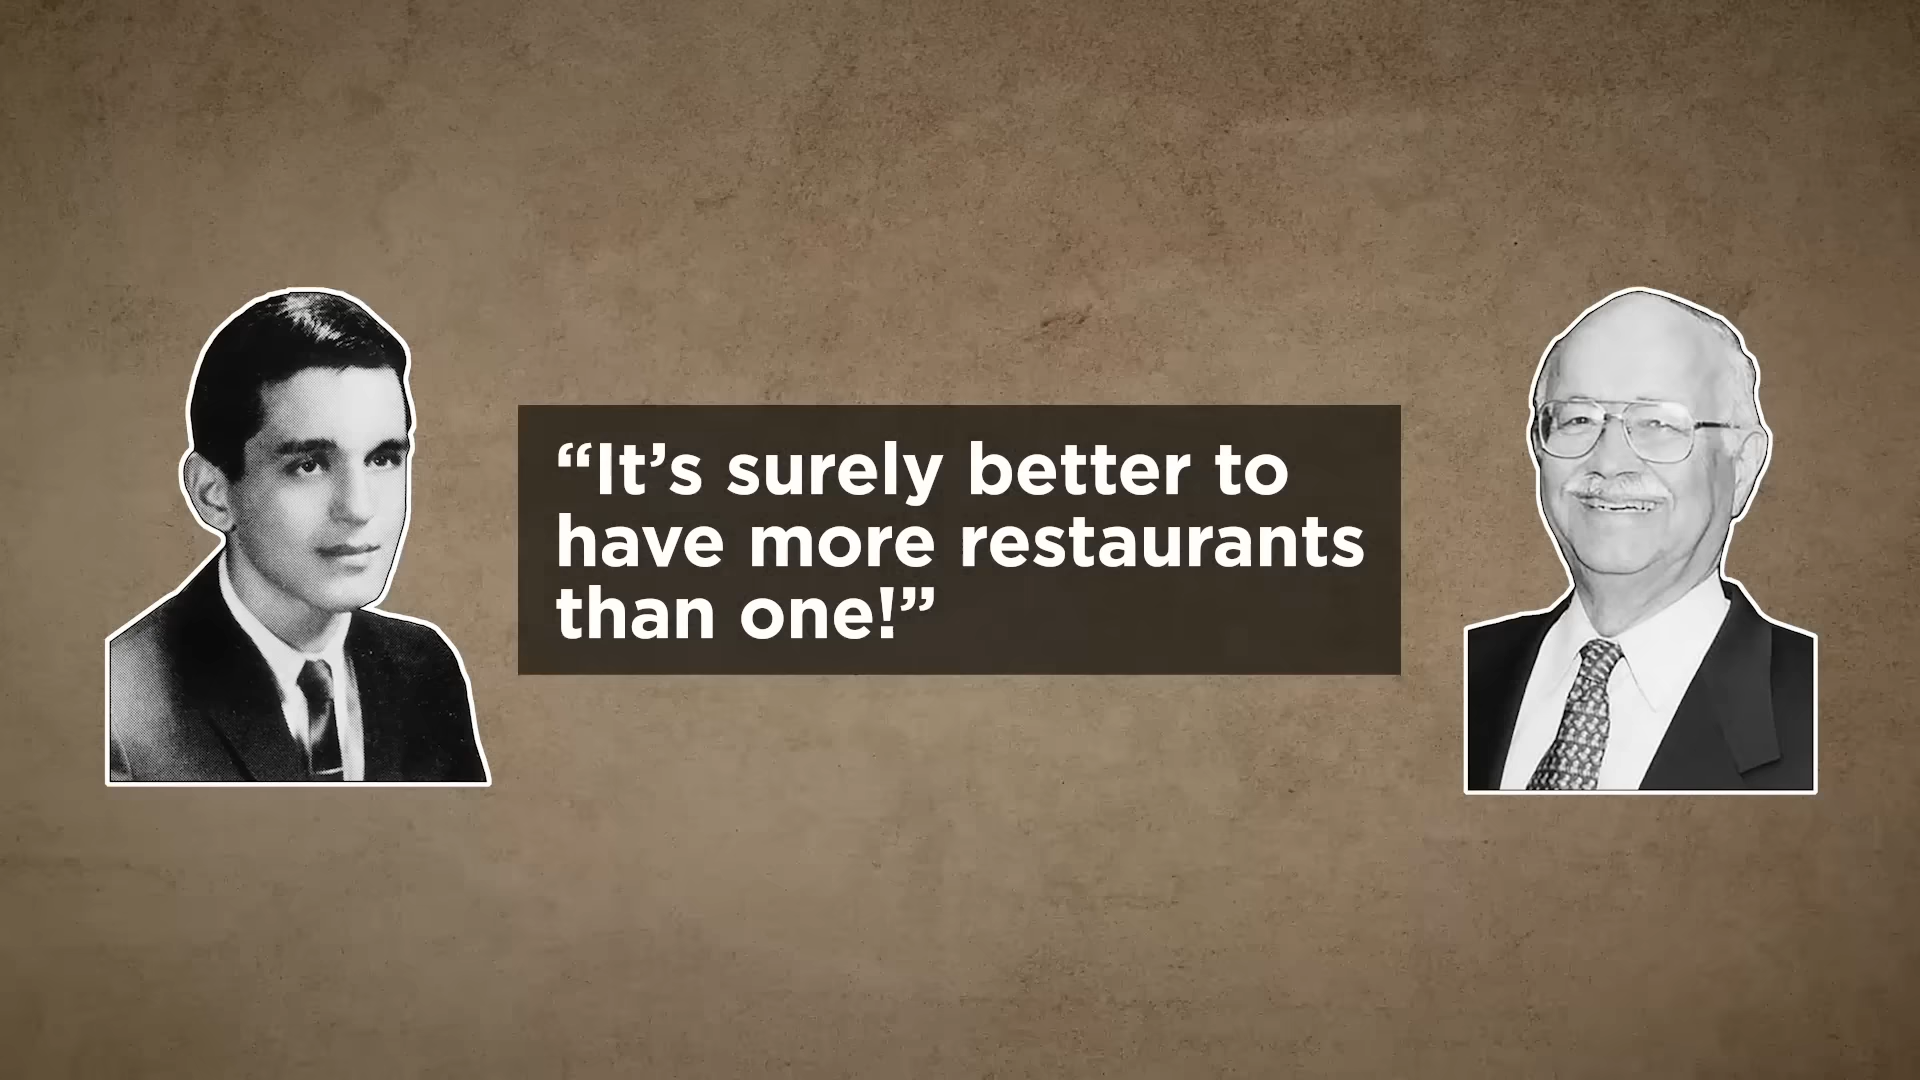 “It’s surely better to
have more restaurants
than one!”